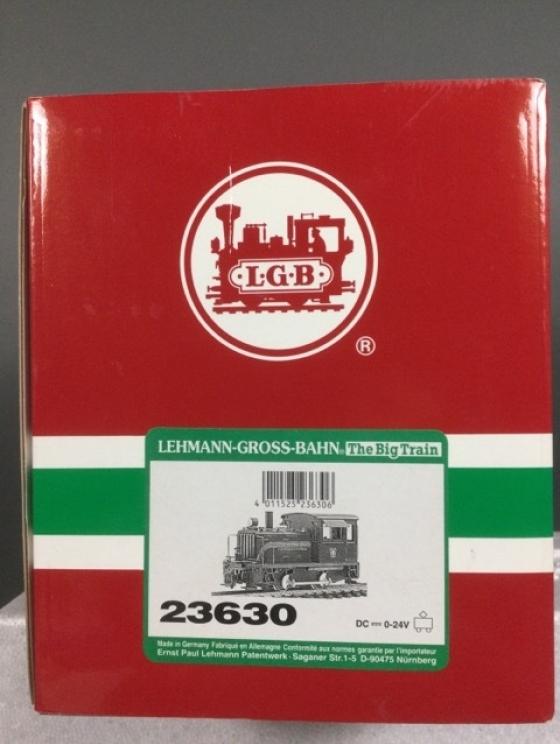 ·L·G·B·
®
LEHMANN-GROSS-BAHN® The Big Train
4 011525 236306
23630
DC 0-24V
Made in Germany Fabriqué en Allemagne Conformité aux normes garantie par l'importateur
Ernst Paul Lehmann Patentwerk · Saganer Str.1-5 D-90475 Nürnberg